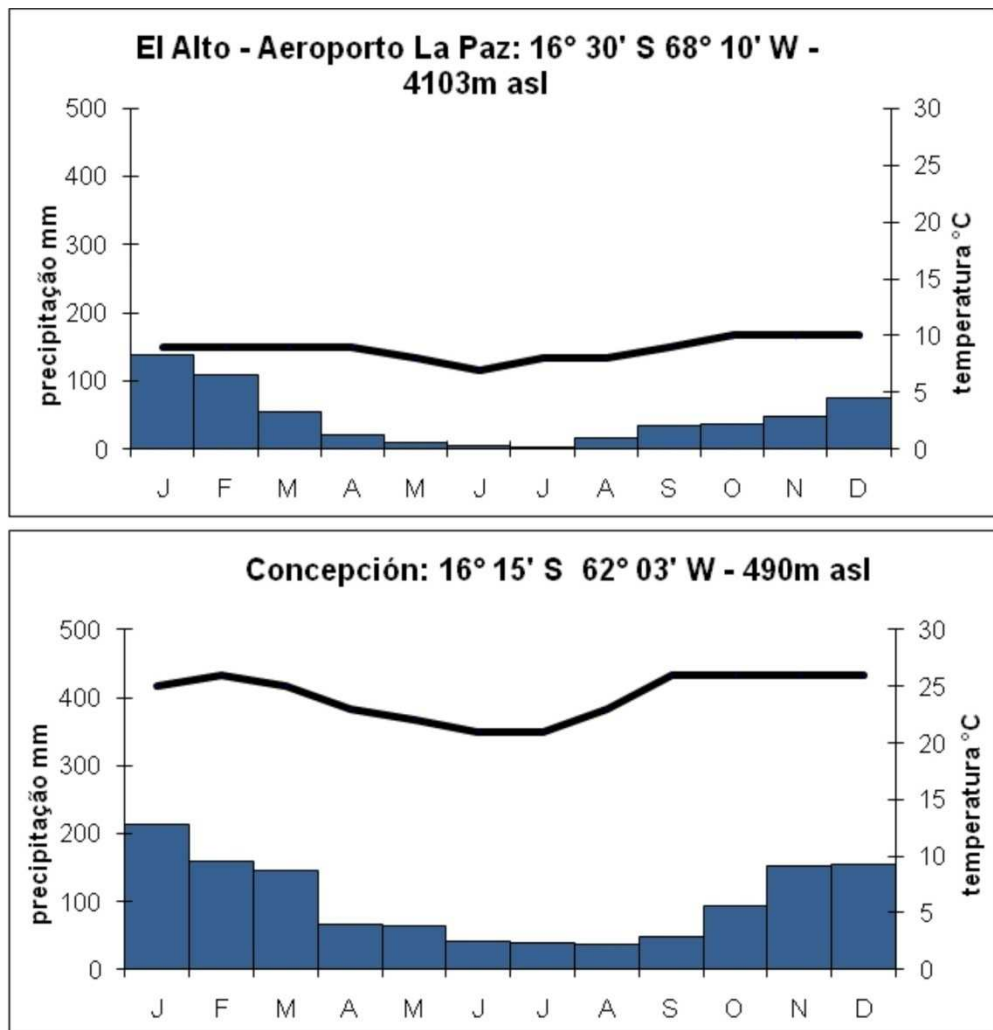 El Alto - Aeroporto La Paz: 16° 30' S 68° 10' W -
4103m asl
precipitação mm
500
400
300
200
100
0
30
25
20
15
10
5
0
temperatura °C
J F M A M J J A S O N D
Concepción: 16° 15' S 62° 03' W - 490m asl
precipitação mm
500
400
300
200
100
0
30
25
20
15
10
5
0
temperatura °C
J F M A M J J A S O N D